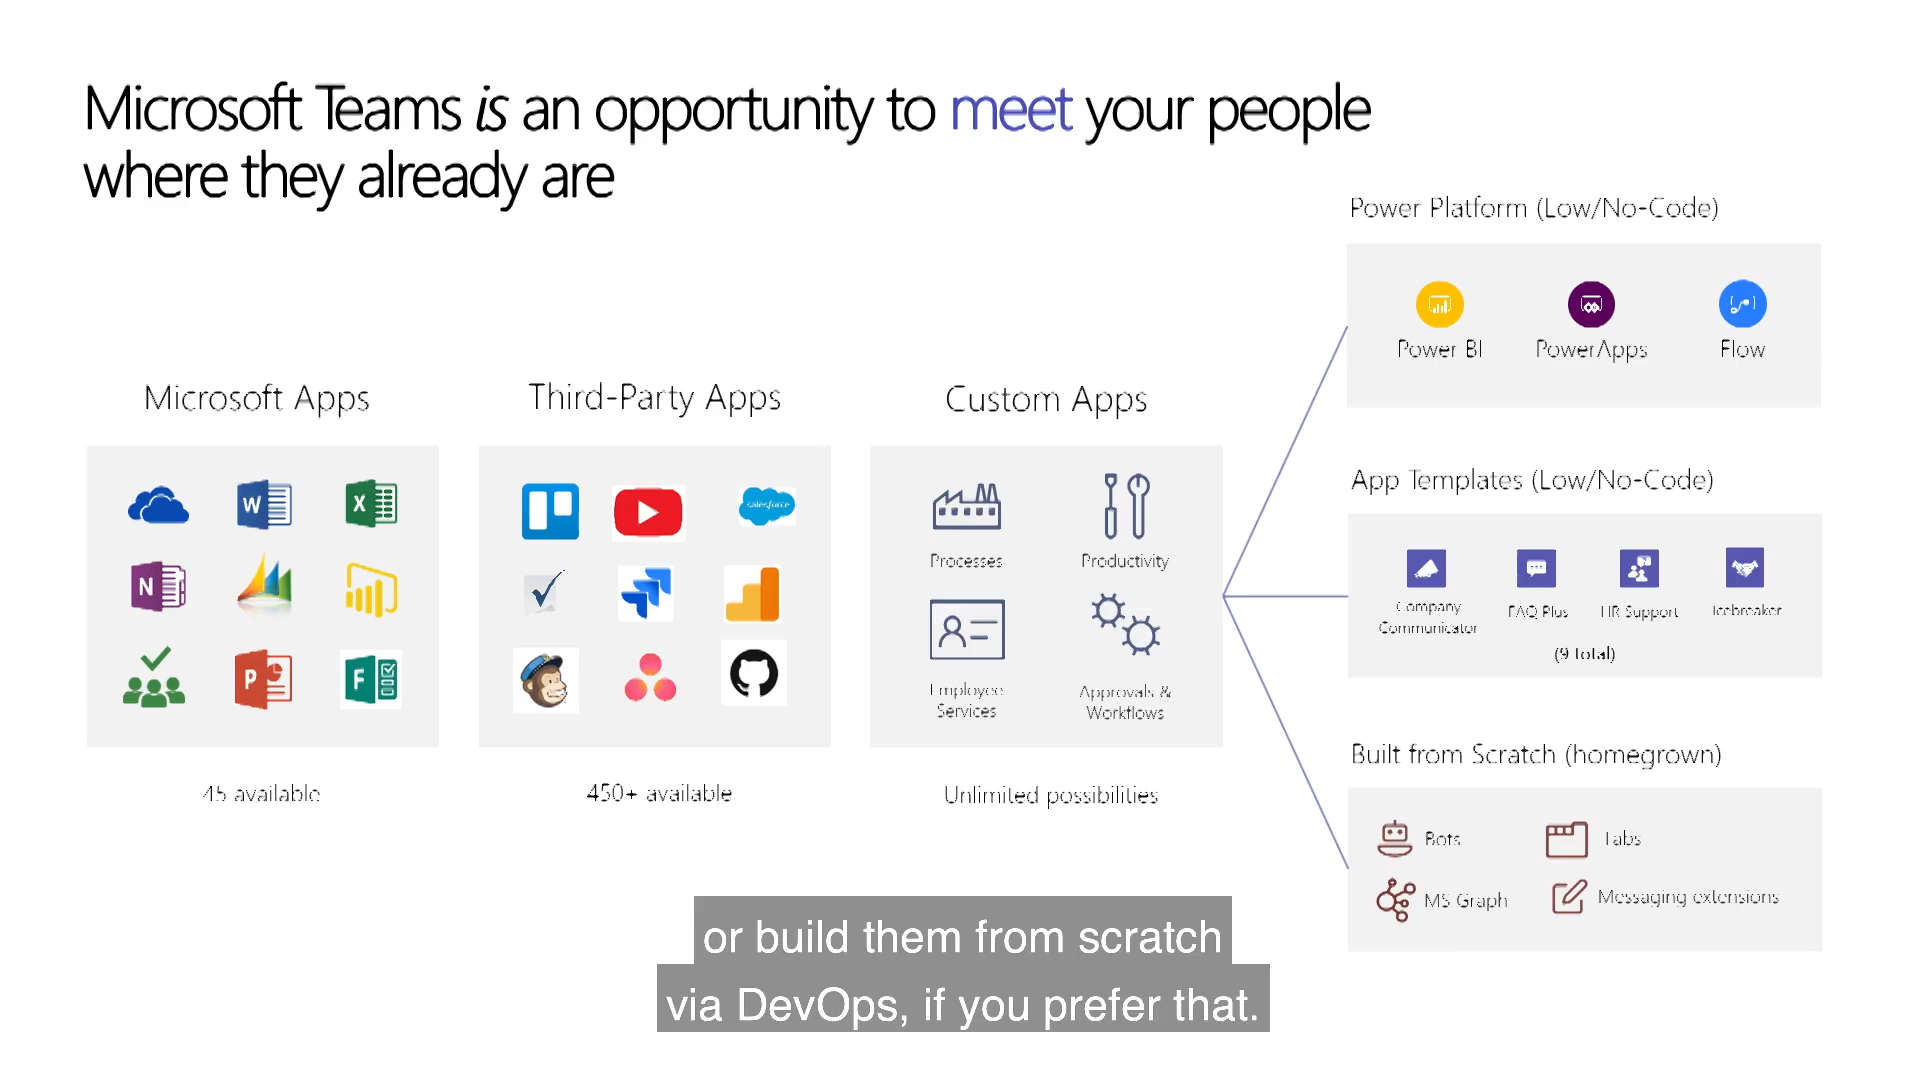 Microsoft Teams is an opportunity to meet your people
where they already are
Microsoft Apps
W
X
N
P
F
45 available
Third-Party Apps
salesforce
450+ available
Custom Apps
Processes
Productivity
Employee
Services
Approvals &
Workflows
Unlimited possibilities
Power Platform (Low/No-Code)
Power BI
PowerApps
Flow
App Templates (Low/No-Code)
Company
Communicator
FAQ Plus
HR Support
Icebreaker
(9 total)
Built from Scratch (homegrown)
Bots
Tabs
MS Graph
Messaging extensions
or build them from scratch
via DevOps, if you prefer that.